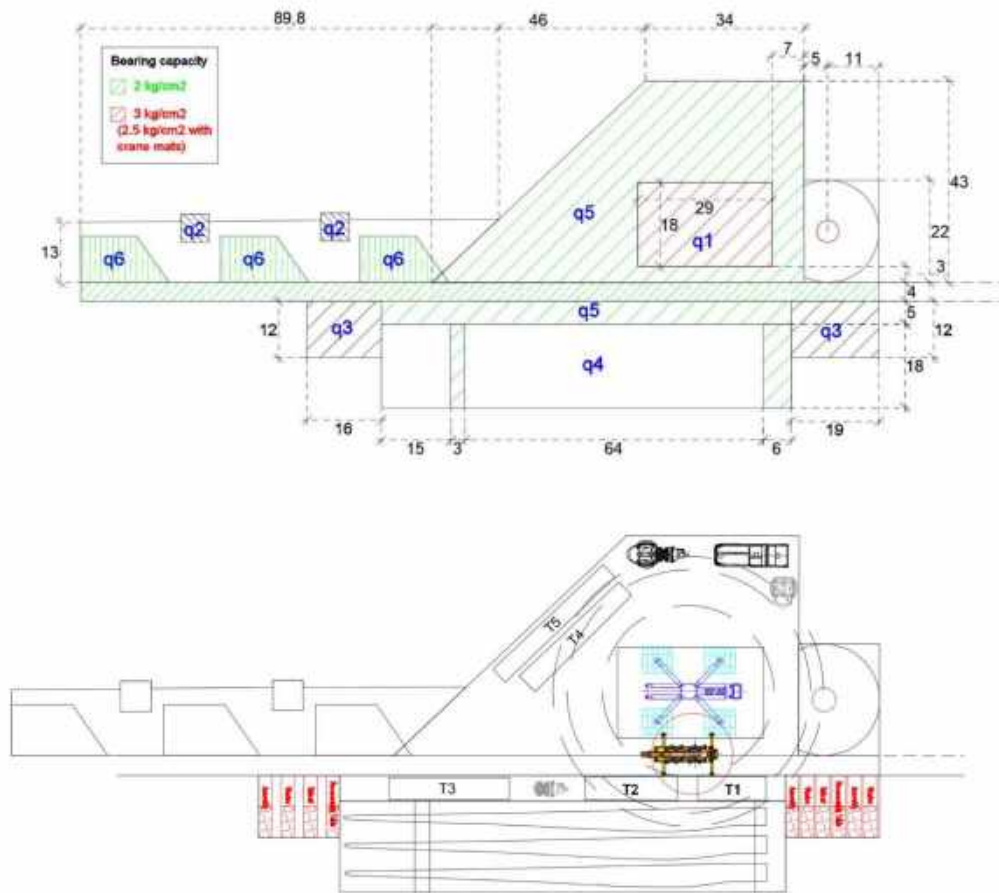 89,8
46
34
7
5
11
Bearing capacity
2 kg/cm2
3 kg/cm2
(2.5 kg/cm2 with
crane mats)
43
q5
q2
q2
29
18
q1
22
13
q6
q6
q6
3
4
q5
5
12
q3
q3
12
q4
18
16
19
15
3
64
6
T5
T4
T3
T2
T1